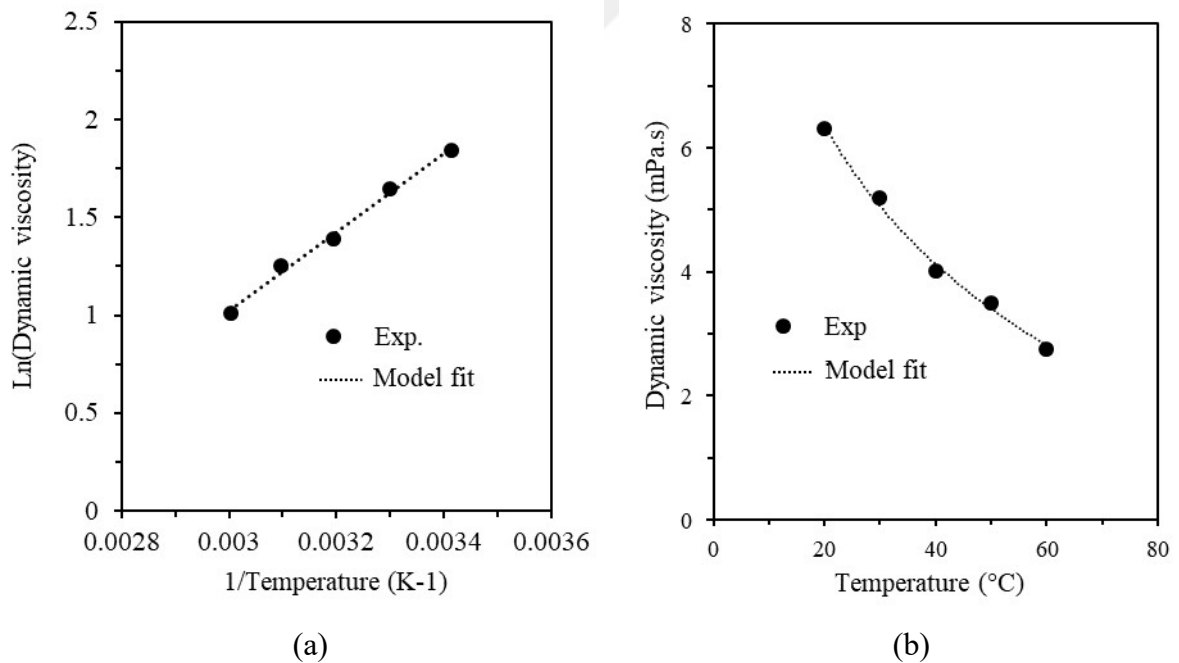 2.5
2
1.5
1
0.5
0
Ln(Dynamic viscosity)
Exp.
Model fit
0.0028 0.003 0.0032 0.0034 0.0036
1/Temperature (K-1)
(a)
8
6
4
2
0
Dynamic viscosity (mPa.s)
Exp
Model fit
0 20 40 60 80
Temperature (°C)
(b)